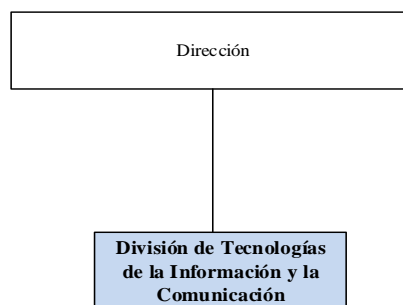 Dirección
División de Tecnologías
de la Información y la
Comunicación